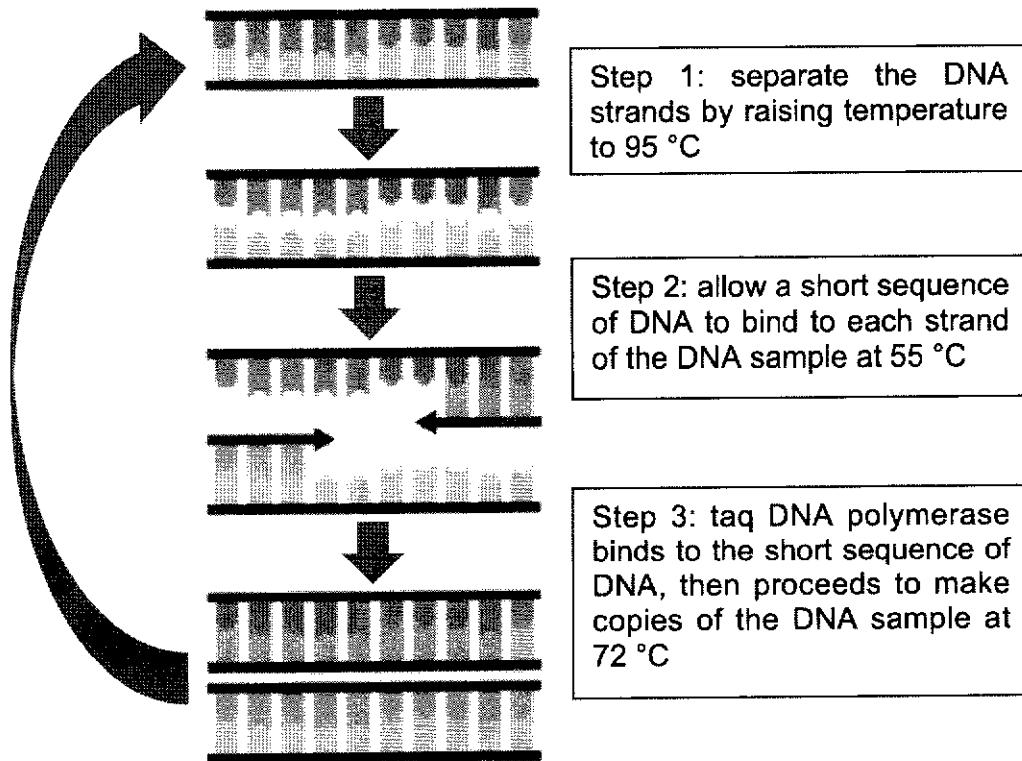 Step 1: separate the DNA
strands by raising temperature
to 95 °C
Step 2: allow a short sequence
of DNA to bind to each strand
of the DNA sample at 55 °C
Step 3: taq DNA polymerase
binds to the short sequence of
DNA, then proceeds to make
copies of the DNA sample at
72 °C